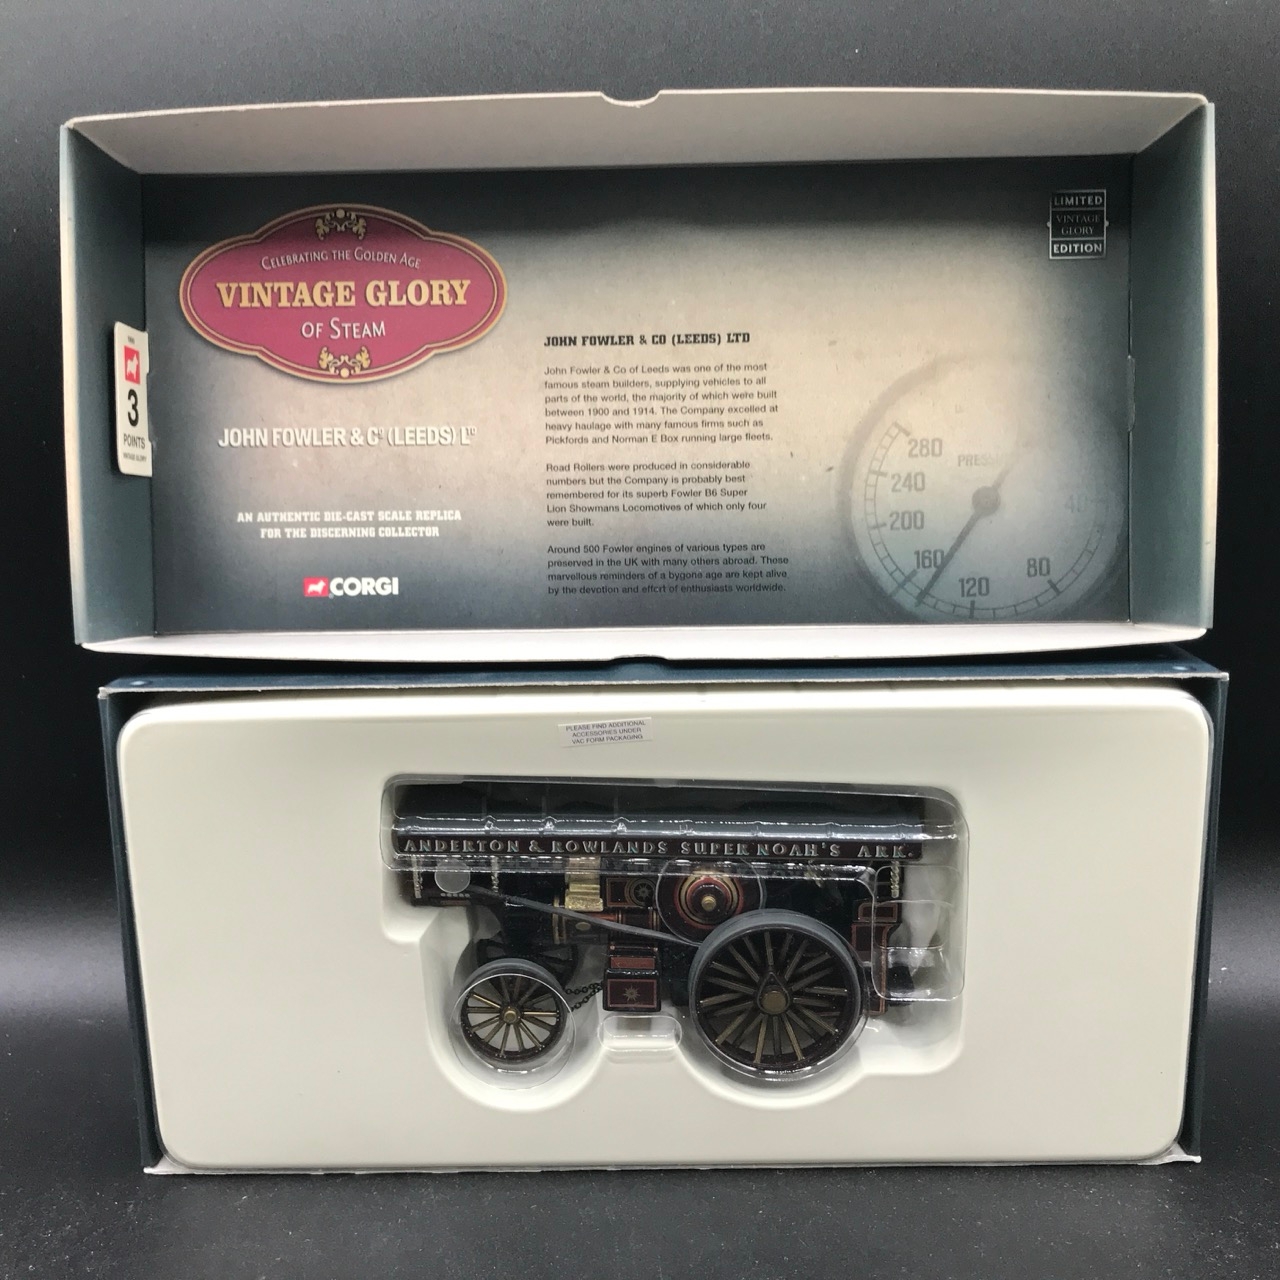 CELEBRATING THE GOLDEN AGE
VINTAGE GLORY
OF STEAM
JOHN FOWLER & Cº (LEEDS) Lᵀᴰ
AN AUTHENTIC DIE-CAST SCALE REPLICA
FOR THE DISCERNING COLLECTOR
CORGI
3
POINTS
VINTAGE GLORY
JOHN FOWLER & CO (LEEDS) LTD
John Fowler & Co of Leeds was one of the most
famous steam builders, supplying vehicles to all
parts of the world, the majority of which were built
between 1900 and 1914. The Company excelled at
heavy haulage with many famous firms such as
Pickfords and Norman E Box running large fleets.
Road Rollers were produced in considerable
numbers but the Company is probably best
remembered for its superb Fowler B6 Super
Lion Showmans Locomotives of which only four
were built.
Around 500 Fowler engines of various types are
preserved in the UK with many others abroad. These
marvellous reminders of a bygone age are kept alive
by the devotion and effort of enthusiasts worldwide.
LIMITED
VINTAGE
GLORY
EDITION
280
240
200
160
120
80
40
PRESS
PLEASE FIND ADDITIONAL
ACCESSORIES UNDER
VAC FORM PACKAGING
ANDERTON & ROWLANDS SUPER NOAH'S ARK.